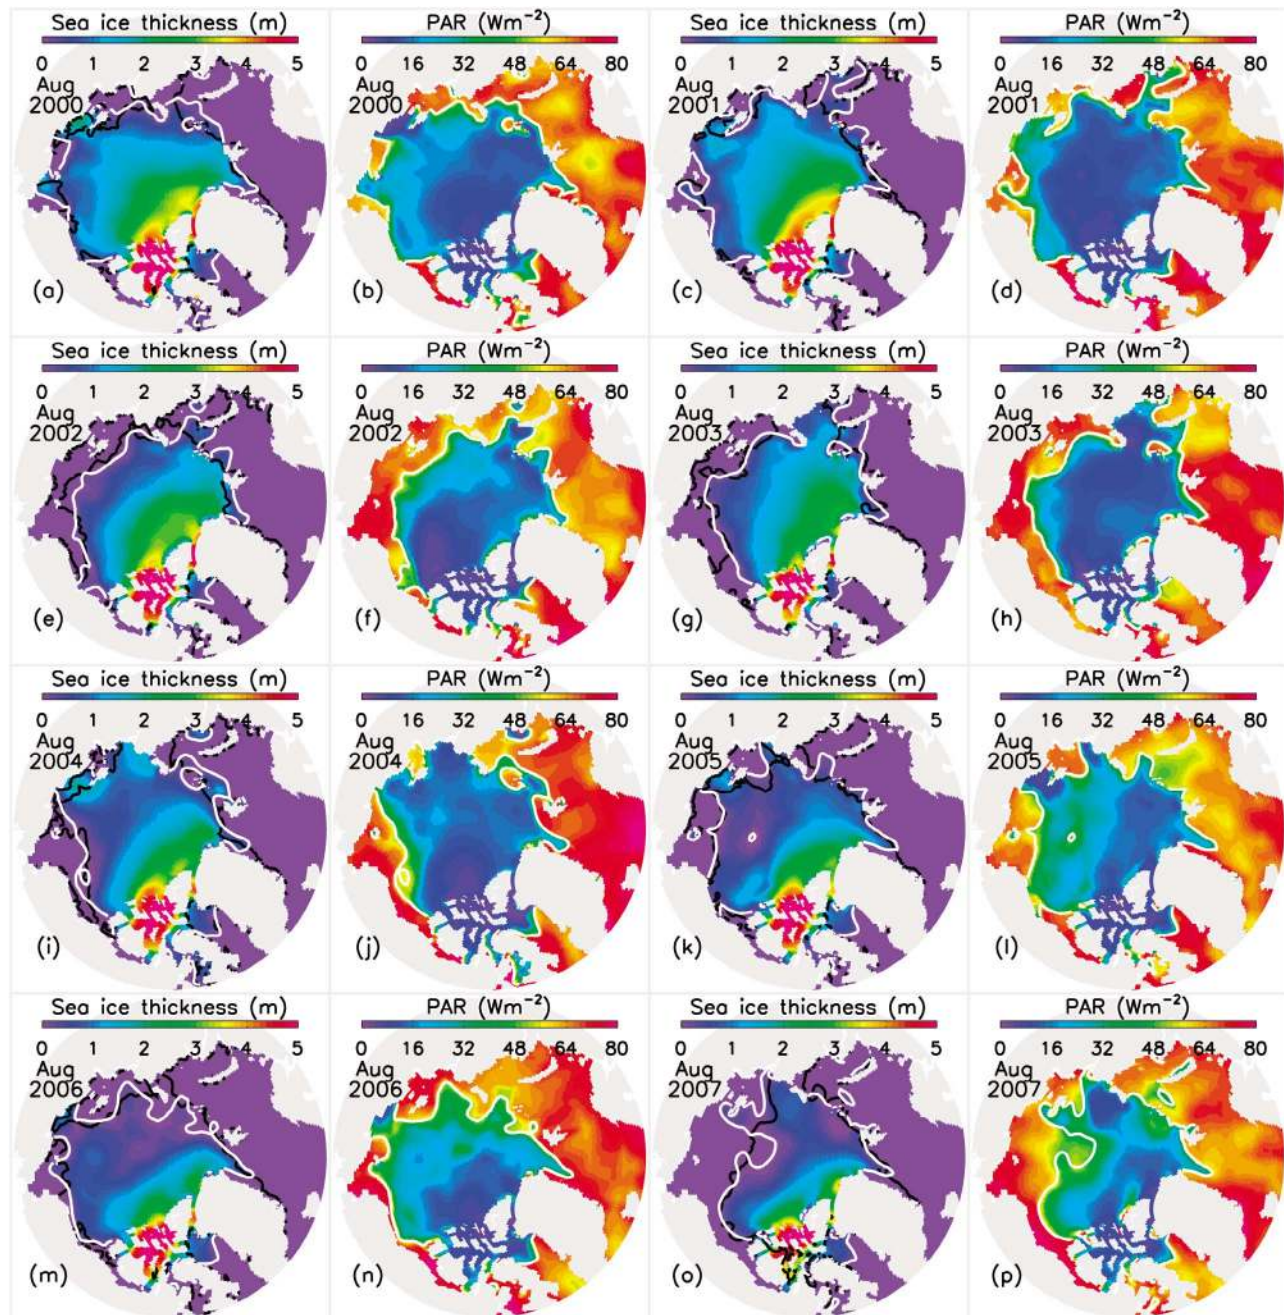 Sea ice thickness (m) PAR (Wm⁻²) Sea ice thickness (m) PAR (Wm⁻²)
0 1 2 3 4 5 0 16 32 48 64 80 0 1 2 3 4 5 0 16 32 48 64 80
Aug Aug Aug Aug
2000 2000 2001 2001
(a) (b) (c) (d)
Sea ice thickness (m) PAR (Wm⁻²) Sea ice thickness (m) PAR (Wm⁻²)
0 1 2 3 4 5 0 16 32 48 64 80 0 1 2 3 4 5 0 16 32 48 64 80
Aug Aug Aug Aug
2002 2002 2003 2003
(e) (f) (g) (h)
Sea ice thickness (m) PAR (Wm⁻²) Sea ice thickness (m) PAR (Wm⁻²)
0 1 2 3 4 5 0 16 32 48 64 80 0 1 2 3 4 5 0 16 32 48 64 80
Aug Aug Aug Aug
2004 2004 2005 2005
(i) (j) (k) (l)
Sea ice thickness (m) PAR (Wm⁻²) Sea ice thickness (m) PAR (Wm⁻²)
0 1 2 3 4 5 0 16 32 48 64 80 0 1 2 3 4 5 0 16 32 48 64 80
Aug Aug Aug Aug
2006 2006 2007 2007
(m) (n) (o) (p)